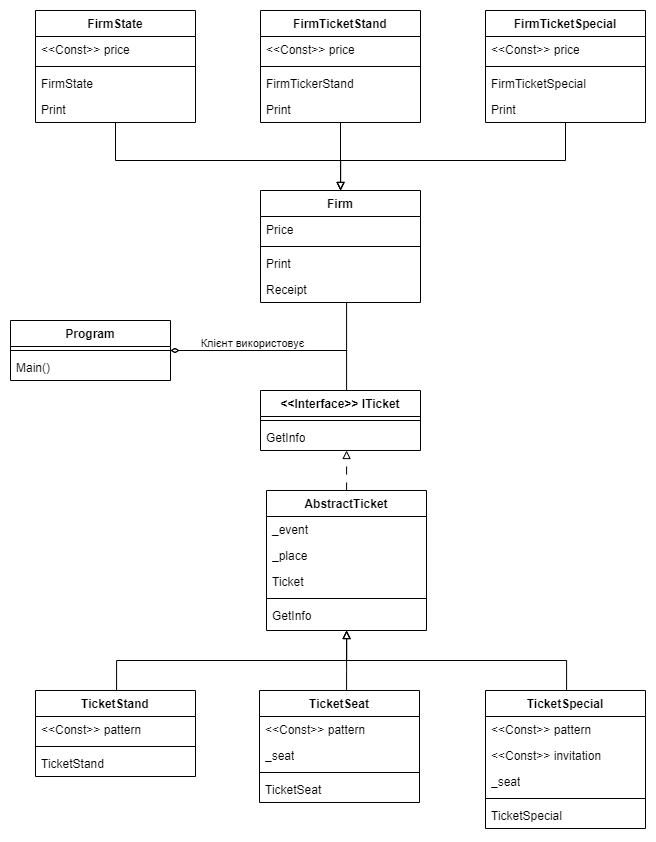 FirmState
<<Const>> price
FirmState
Print
FirmTicketStand
<<Const>> price
FirmTickerStand
Print
FirmTicketSpecial
<<Const>> price
FirmTicketSpecial
Print
Firm
Price
Print
Receipt
Program
Main()
Клієнт використовує
<<Interface>> ITicket
GetInfo
AbstractTicket
_event
_place
Ticket
GetInfo
TicketStand
<<Const>> pattern
TicketStand
TicketSeat
<<Const>> pattern
_seat
TicketSeat
TicketSpecial
<<Const>> pattern
<<Const>> invitation
_seat
TicketSpecial